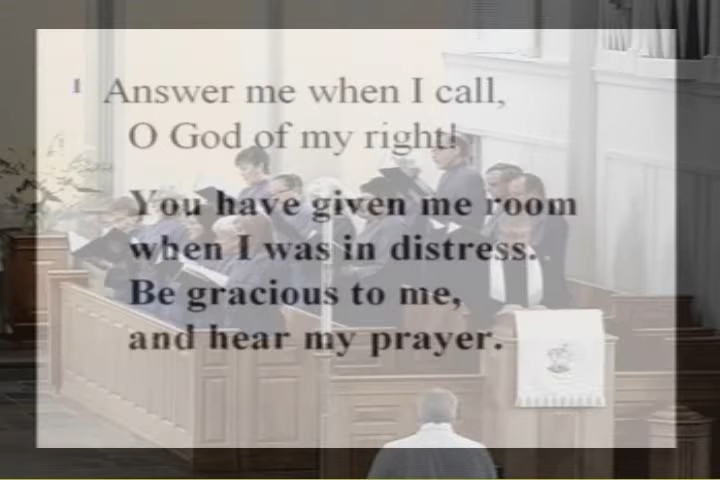 1 Answer me when I call,
O God of my right!
You have given me room
when I was in distress.
Be gracious to me,
and hear my prayer.